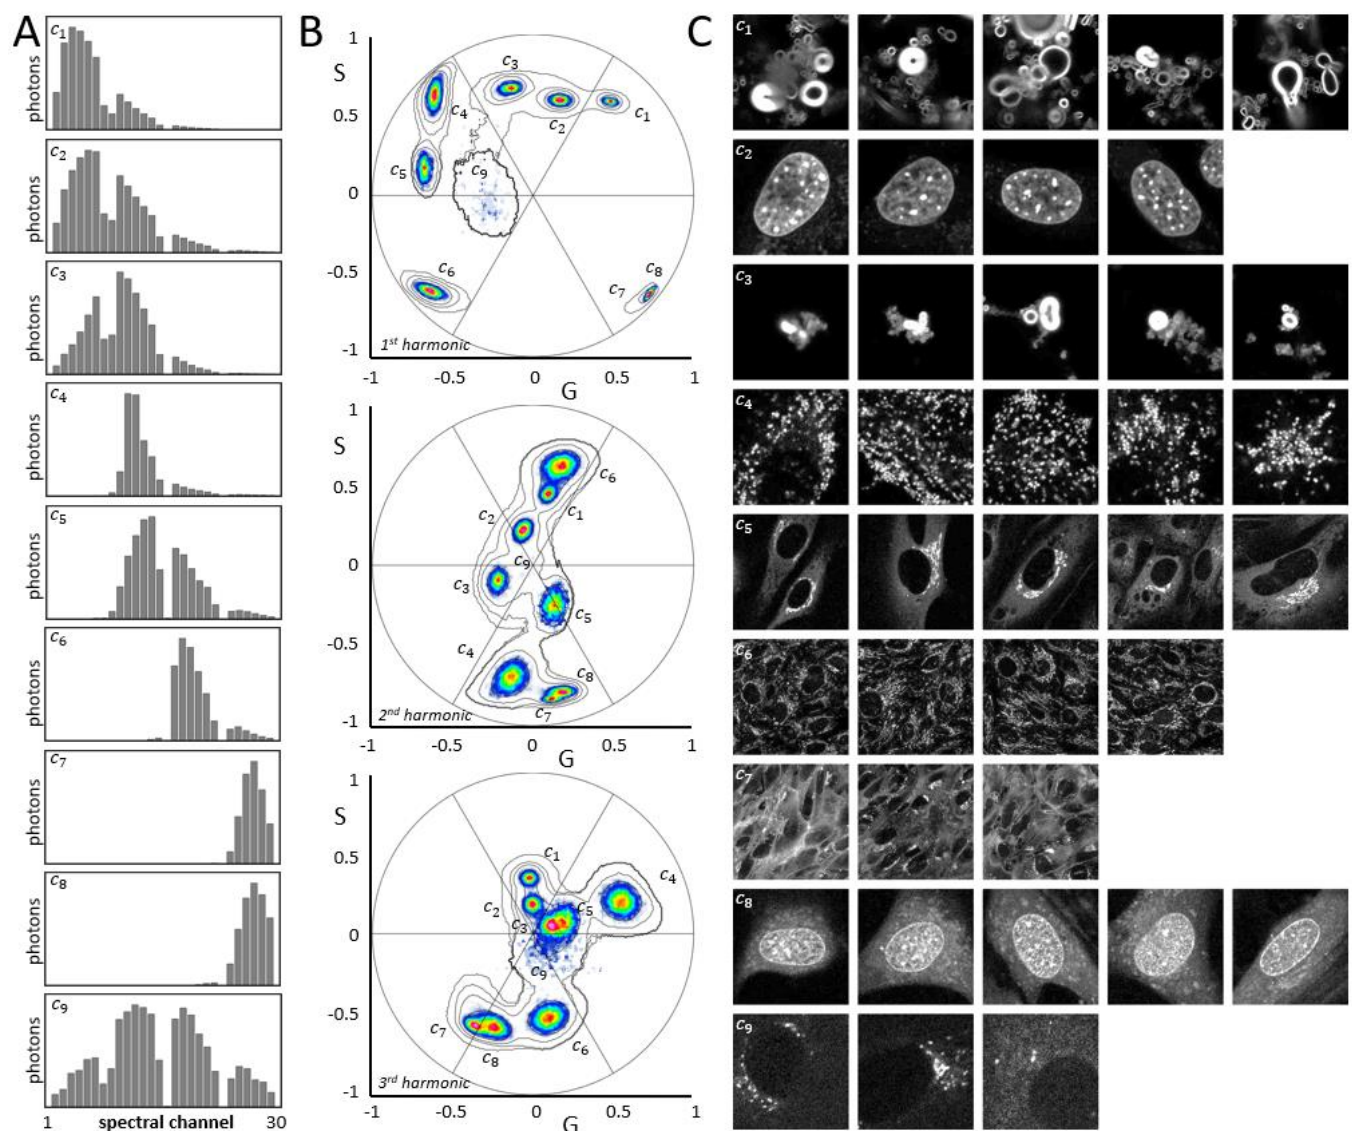 A
c1
photons
c2
photons
c3
photons
c4
photons
c5
photons
c6
photons
c7
photons
c8
photons
c9
photons
1 spectral channel 30
B
1
S
0.5
0
-0.5
-1
c3
c4
c2
c1
c5
c9
c6
c8
c7
1st harmonic
-1 -0.5 0 0.5 1
G
1
S
0.5
0
-0.5
-1
c6
c2
c1
c9
c3
c5
c4
c8
c7
2nd harmonic
-1 -0.5 0 0.5 1
G
1
S
0.5
0
-0.5
-1
c1
c4
c2
c5
c3
c9
c7
c8
c6
3rd harmonic
-1 -0.5 0 0.5 1
G
C
c1
c2
c3
c4
c5
c6
c7
c8
c9